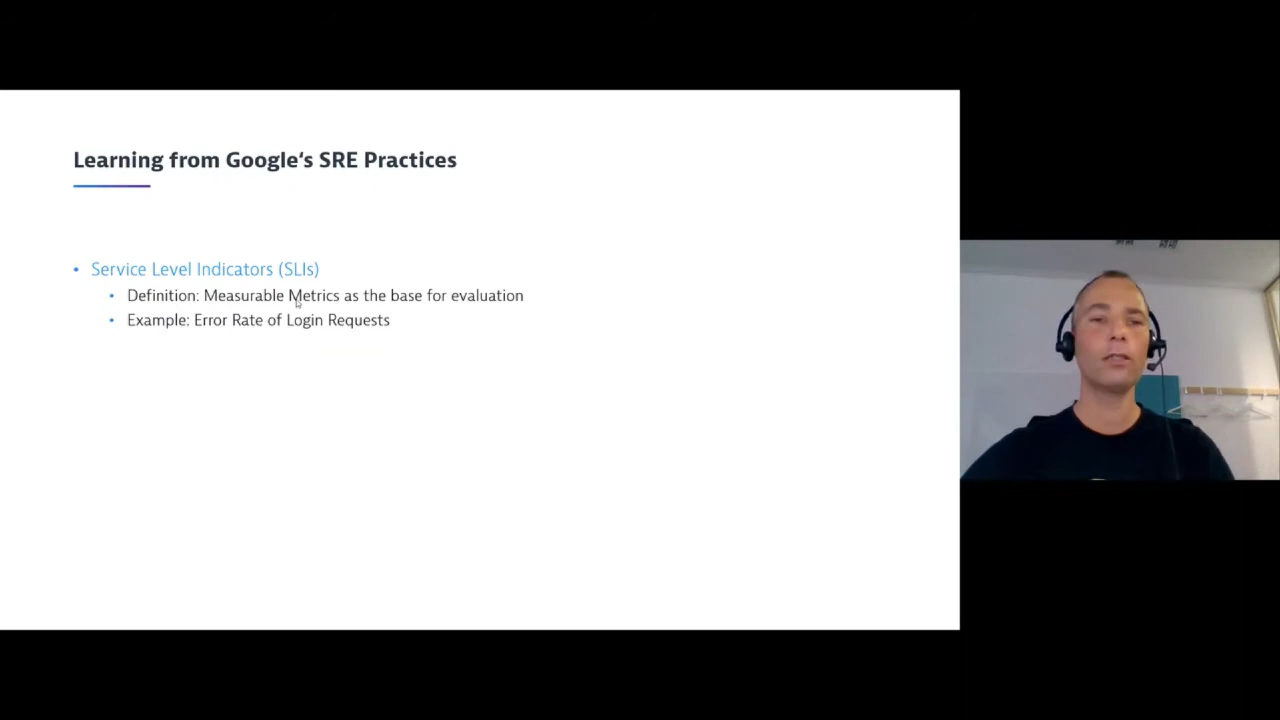 Learning from Google‘s SRE Practices
• Service Level Indicators (SLIs)
• Definition: Measurable Metrics as the base for evaluation
• Example: Error Rate of Login Requests